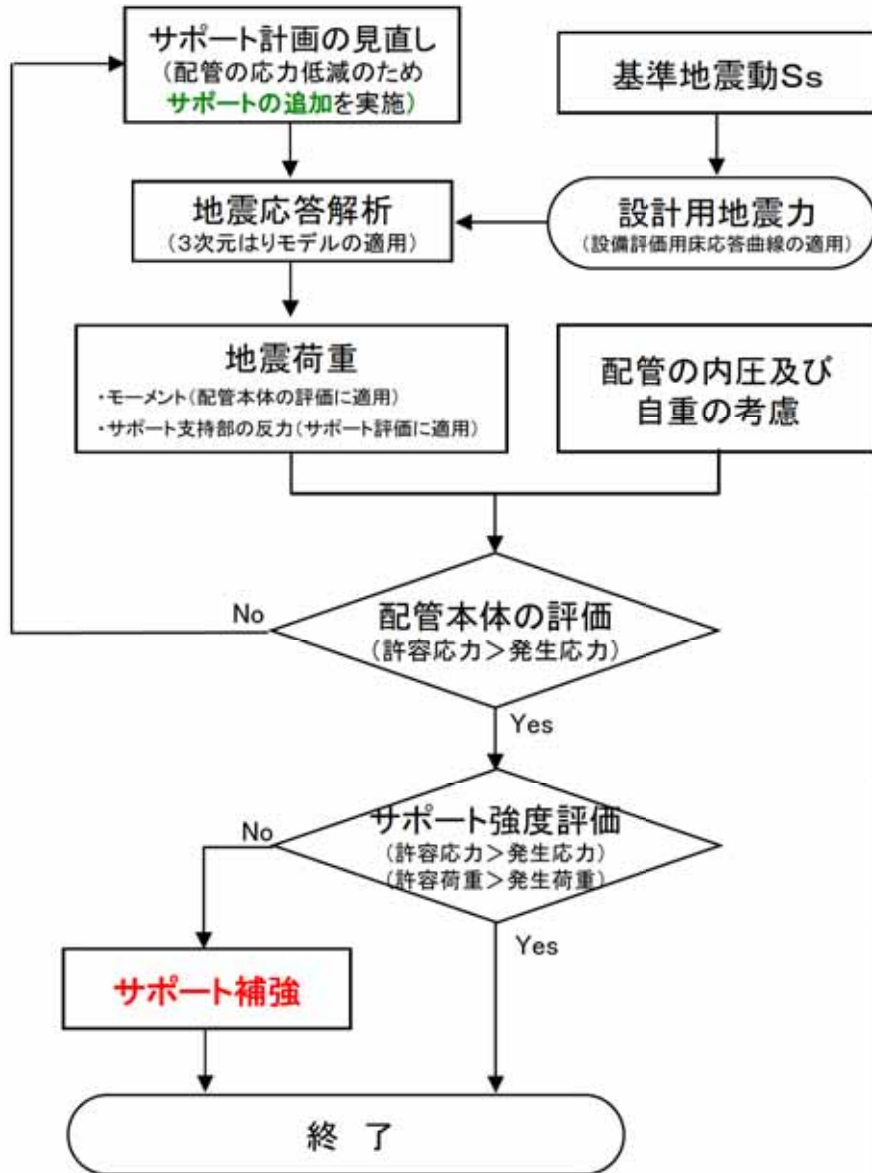 サポート計画の見直し
(配管の応力低減のため
サポートの追加を実施)
基準地震動Ss
地震応答解析
(3次元はりモデルの適用)
設計用地震力
(設備評価用床応答曲線の適用)
地震荷重
・モーメント(配管本体の評価に適用)
・サポート支持部の反力(サポート評価に適用)
配管の内圧及び
自重の考慮
No
配管本体の評価
(許容応力>発生応力)
Yes
No
サポート強度評価
(許容応力>発生応力)
(許容荷重>発生荷重)
Yes
サポート補強
終 了